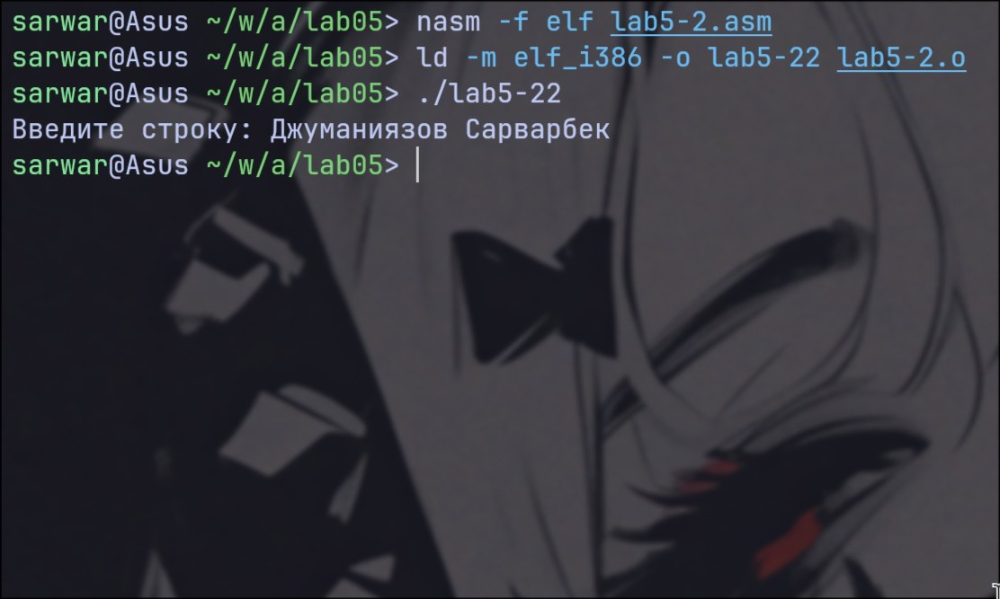 sarwar@Asus ~/w/a/lab05> nasm -f elf lab5-2.asm
sarwar@Asus ~/w/a/lab05> ld -m elf_i386 -o lab5-22 lab5-2.o
sarwar@Asus ~/w/a/lab05> ./lab5-22
Введите строку: Джуманиязов Сарварбек
sarwar@Asus ~/w/a/lab05>